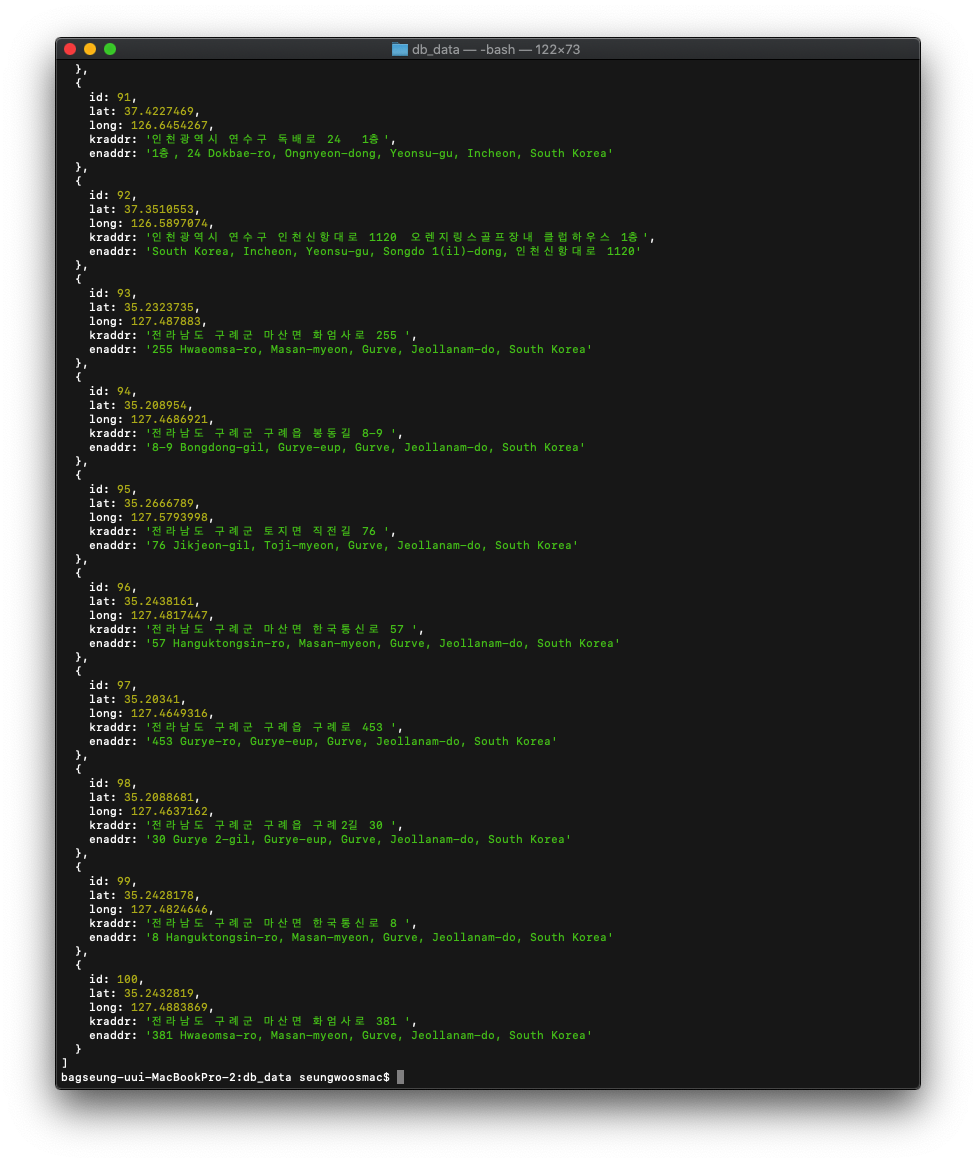 db_data — -bash — 122×73
  },
  {
    id: 91,
    lat: 37.4227469,
    long: 126.6454267,
    kraddr: '인천광역시 연수구 독배로 24  1층',
    enaddr: '1층, 24 Dokbae-ro, Ongnyeon-dong, Yeonsu-gu, Incheon, South Korea'
  },
  {
    id: 92,
    lat: 37.3510553,
    long: 126.5897074,
    kraddr: '인천광역시 연수구 인천신항대로 1120  오렌지링스골프장내 클럽하우스 1층',
    enaddr: 'South Korea, Incheon, Yeonsu-gu, Songdo 1(il)-dong, 인천신항대로 1120'
  },
  {
    id: 93,
    lat: 35.2323735,
    long: 127.487883,
    kraddr: '전라남도 구례군 마산면 화엄사로 255 ',
    enaddr: '255 Hwaeomsa-ro, Masan-myeon, Gurve, Jeollanam-do, South Korea'
  },
  {
    id: 94,
    lat: 35.208954,
    long: 127.4686921,
    kraddr: '전라남도 구례군 구례읍 봉동길 8-9 ',
    enaddr: '8-9 Bongdong-gil, Gurye-eup, Gurve, Jeollanam-do, South Korea'
  },
  {
    id: 95,
    lat: 35.2666789,
    long: 127.5793998,
    kraddr: '전라남도 구례군 토지면 직전길 76 ',
    enaddr: '76 Jikjeon-gil, Toji-myeon, Gurve, Jeollanam-do, South Korea'
  },
  {
    id: 96,
    lat: 35.2438161,
    long: 127.4817447,
    kraddr: '전라남도 구례군 마산면 한국통신로 57 ',
    enaddr: '57 Hanguktongsin-ro, Masan-myeon, Gurve, Jeollanam-do, South Korea'
  },
  {
    id: 97,
    lat: 35.20341,
    long: 127.4649316,
    kraddr: '전라남도 구례군 구례읍 구례로 453 ',
    enaddr: '453 Gurye-ro, Gurye-eup, Gurve, Jeollanam-do, South Korea'
  },
  {
    id: 98,
    lat: 35.2088681,
    long: 127.4637162,
    kraddr: '전라남도 구례군 구례읍 구례2길 30 ',
    enaddr: '30 Gurye 2-gil, Gurye-eup, Gurve, Jeollanam-do, South Korea'
  },
  {
    id: 99,
    lat: 35.2428178,
    long: 127.4824646,
    kraddr: '전라남도 구례군 마산면 한국통신로 8 ',
    enaddr: '8 Hanguktongsin-ro, Masan-myeon, Gurve, Jeollanam-do, South Korea'
  },
  {
    id: 100,
    lat: 35.2432819,
    long: 127.4883869,
    kraddr: '전라남도 구례군 마산면 화엄사로 381 ',
    enaddr: '381 Hwaeomsa-ro, Masan-myeon, Gurve, Jeollanam-do, South Korea'
  }
]
bagseung-uui-MacBookPro-2:db_data seungwoosmac$